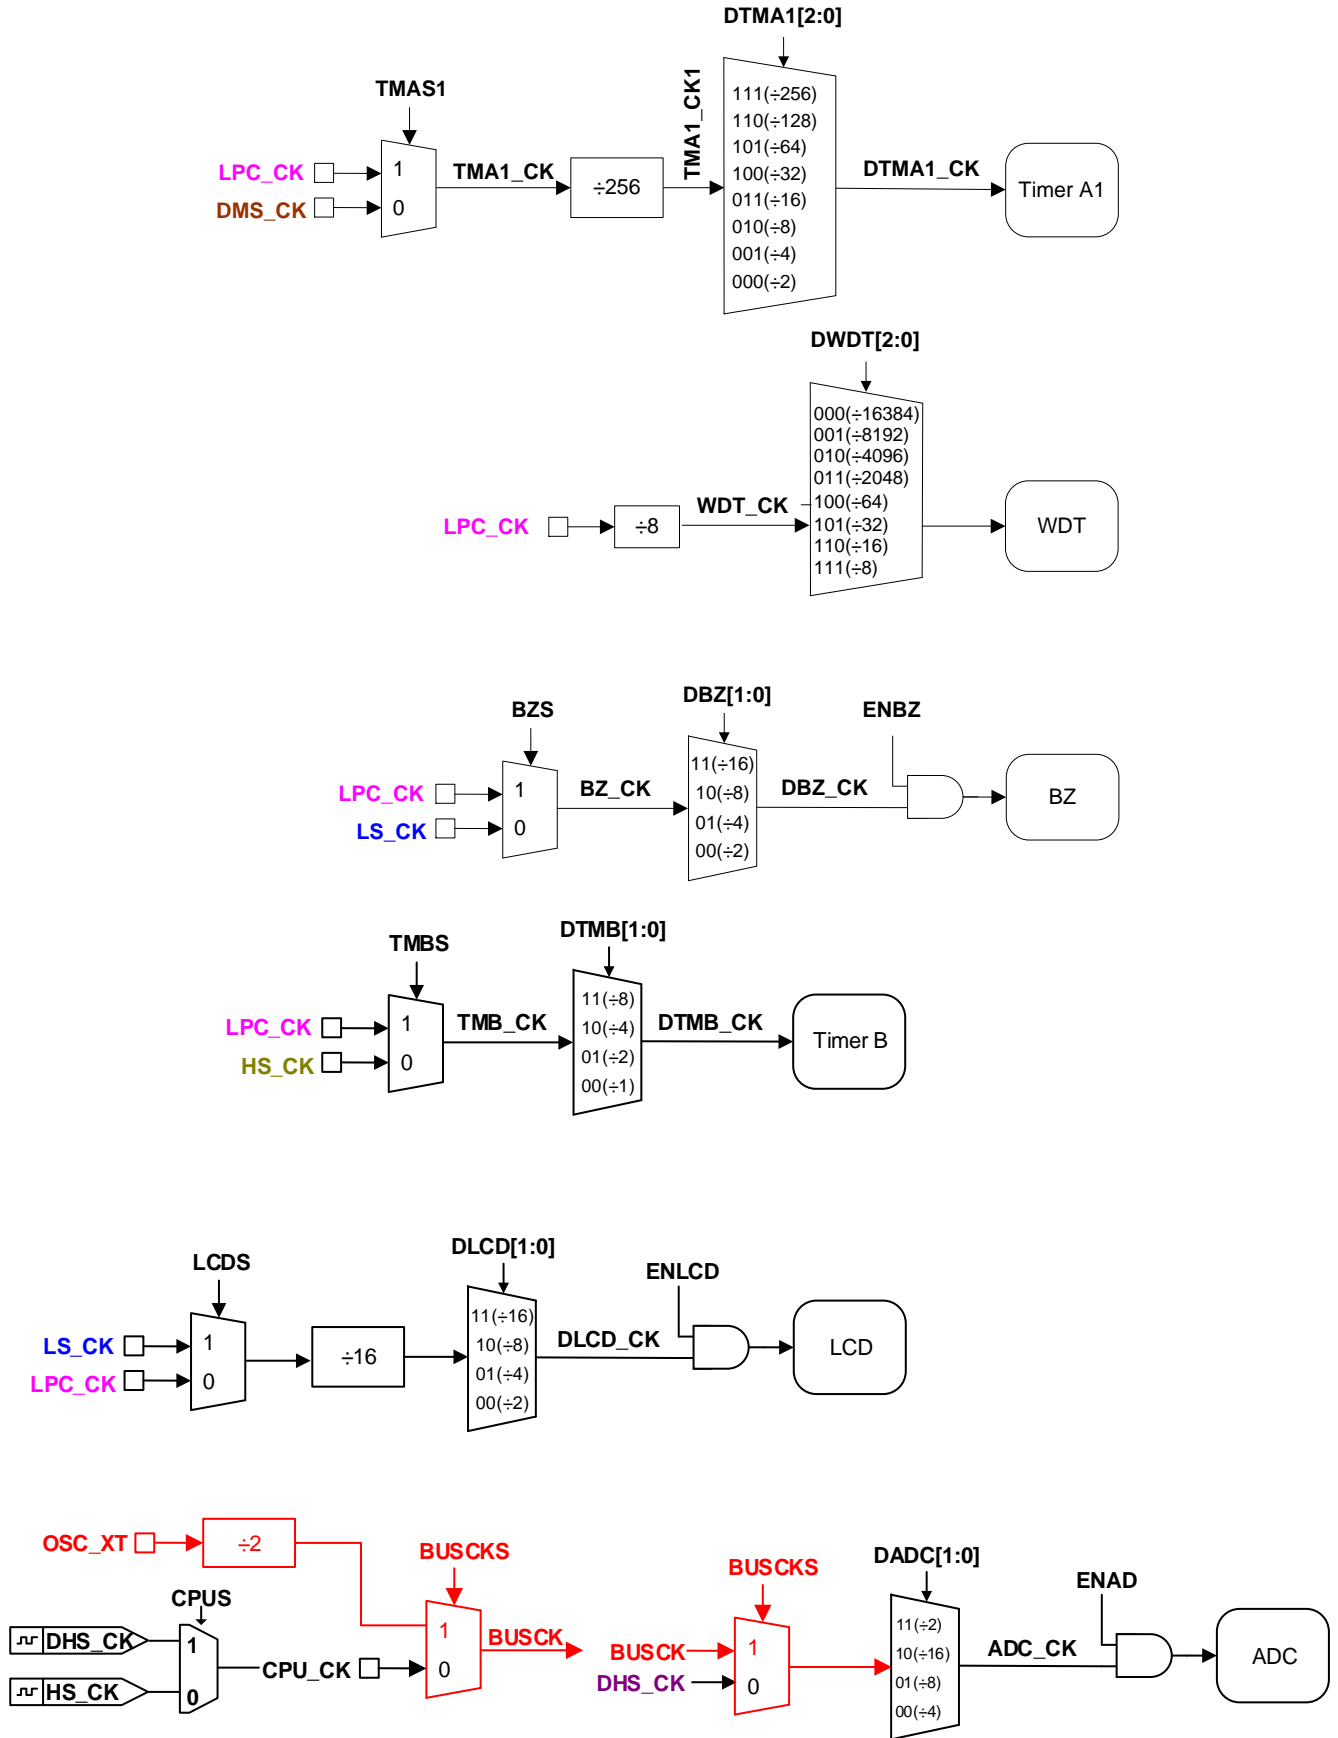 DTMA1[2:0]
TMAS1
TMA1_CK1
111(÷256)
110(÷128)
101(÷64)
100(÷32)
011(÷16)
010(÷8)
001(÷4)
000(÷2)
LPC_CK
1
TMA1_CK
÷256
DTMA1_CK
Timer A1
DMS_CK
0
DWDT[2:0]
000(÷16384)
001(÷8192)
010(÷4096)
011(÷2048)
100(÷64)
101(÷32)
110(÷16)
111(÷8)
LPC_CK
÷8
WDT_CK
WDT
BZS
DBZ[1:0]
ENBZ
LPC_CK
1
LS_CK
0
BZ_CK
11(÷16)
10(÷8)
01(÷4)
00(÷2)
DBZ_CK
BZ
TMBS
DTMB[1:0]
LPC_CK
1
HS_CK
0
TMB_CK
11(÷8)
10(÷4)
01(÷2)
00(÷1)
DTMB_CK
Timer B
LCDS
DLCD[1:0]
ENLCD
LS_CK
1
LPC_CK
0
÷16
11(÷16)
10(÷8)
01(÷4)
00(÷2)
DLCD_CK
LCD
OSC_XT
÷2
BUSCKS
CPUS
DHS_CK
1
HS_CK
0
CPU_CK
1
0
BUSCK
BUSCKS
DADC[1:0]
ENAD
BUSCK
1
DHS_CK
0
11(÷2)
10(÷16)
01(÷8)
00(÷4)
ADC_CK
ADC